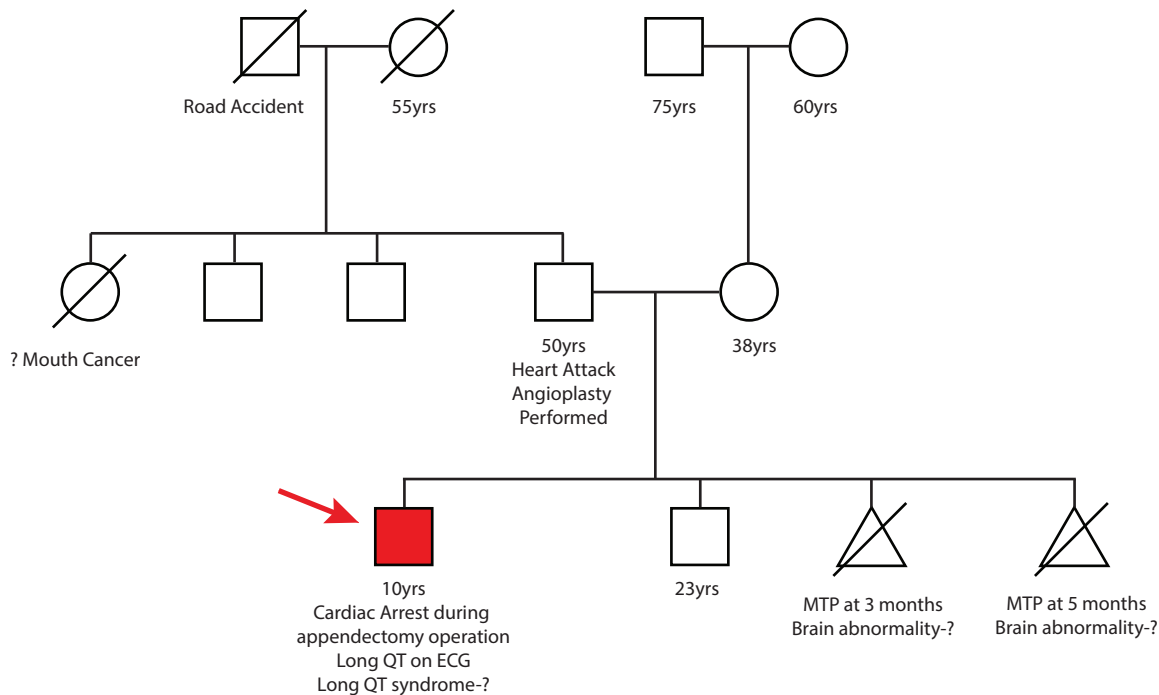 Road Accident
55yrs
75yrs
60yrs
? Mouth Cancer
50yrs
Heart Attack
Angioplasty
Performed
38yrs
10yrs
Cardiac Arrest during
appendectomy operation
Long QT on ECG
Long QT syndrome-?
23yrs
MTP at 3 months
Brain abnormality-?
MTP at 5 months
Brain abnormality-?